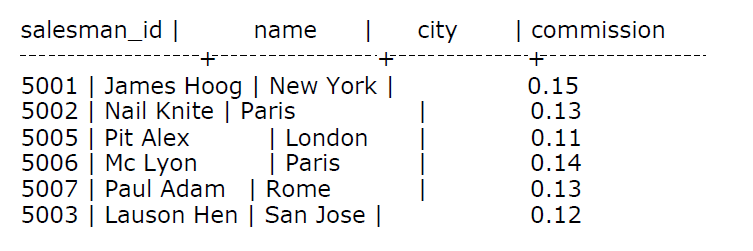 salesman_id | name | city | commission
--------------------+--------------------+----------------+--------------------
5001 | James Hoog | New York | 0.15
5002 | Nail Knite | Paris | 0.13
5005 | Pit Alex | London | 0.11
5006 | Mc Lyon | Paris | 0.14
5007 | Paul Adam | Rome | 0.13
5003 | Lauson Hen | San Jose | 0.12